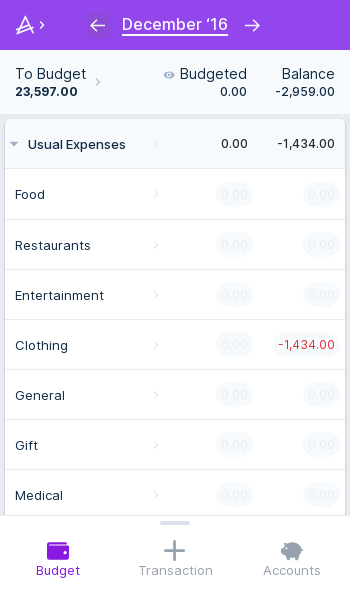 December ‘16
To Budget Budgeted Balance
23,597.00 0.00 -2,959.00
Usual Expenses 0.00 -1,434.00
Food 0.00 0.00
Restaurants 0.00 0.00
Entertainment 0.00 0.00
Clothing 0.00 -1,434.00
General 0.00 0.00
Gift 0.00 0.00
Medical 0.00 0.00
Budget Transaction Accounts